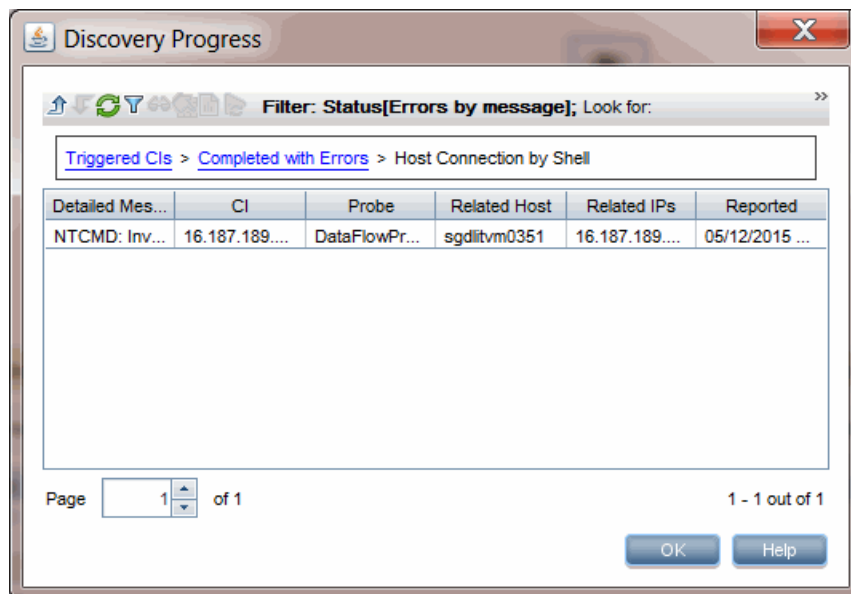 Discovery Progress
Filter: Status[Errors by message]; Look for:
Triggered CIs > Completed with Errors > Host Connection by Shell
Detailed Mes... CI Probe Related Host Related IPs Reported
NTCMD: Inv... 16.187.189.... DataFlowPr... sgdlitvm0351 16.187.189.... 05/12/2015 ...
Page 1 of 1 1 - 1 out of 1
OK Help